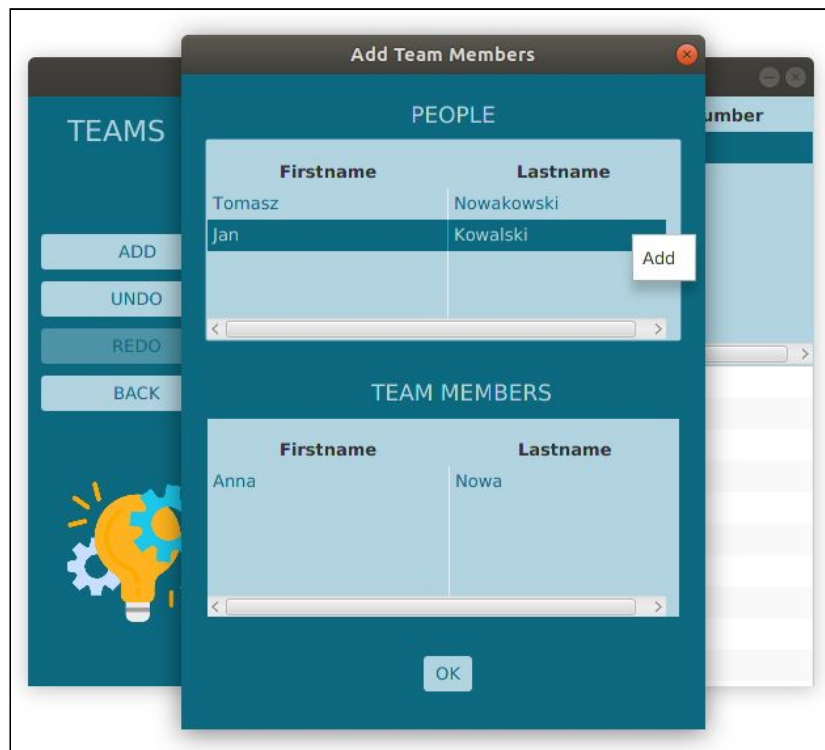 Add Team Members
TEAMS
ADD
UNDO
REDO
BACK
PEOPLE
Firstname Lastname
Tomasz Nowakowski
Jan Kowalski
Add
TEAM MEMBERS
Firstname Lastname
Anna Nowa
OK